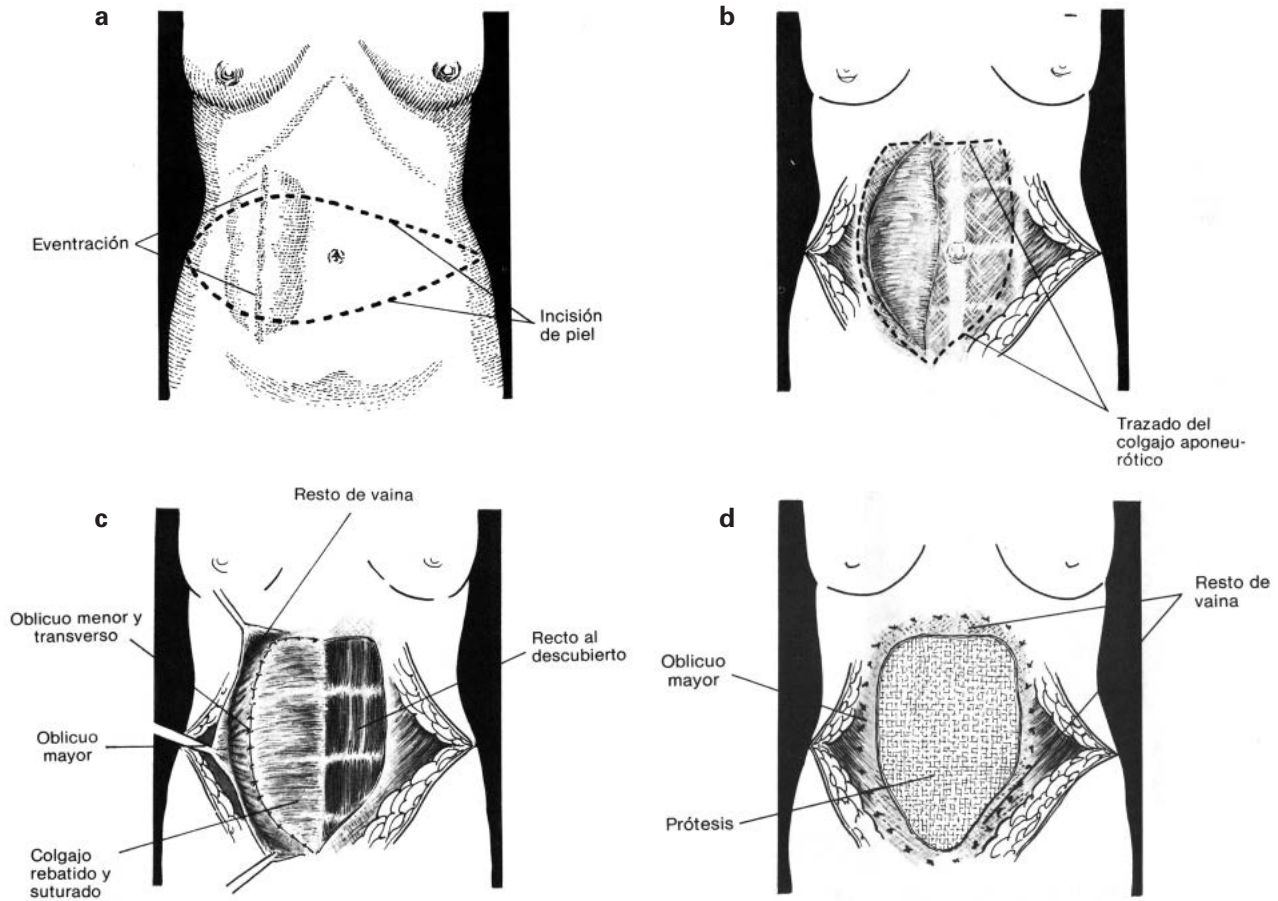 a
Eventración
Incisión
de piel
b
Trazado del
colgajo aponeu-
rótico
c
Resto de vaina
Oblicuo menor y
transverso
Recto al
descubierto
Oblicuo
mayor
Colgajo
rebatido y
suturado
d
Resto de
vaina
Oblicuo
mayor
Prótesis